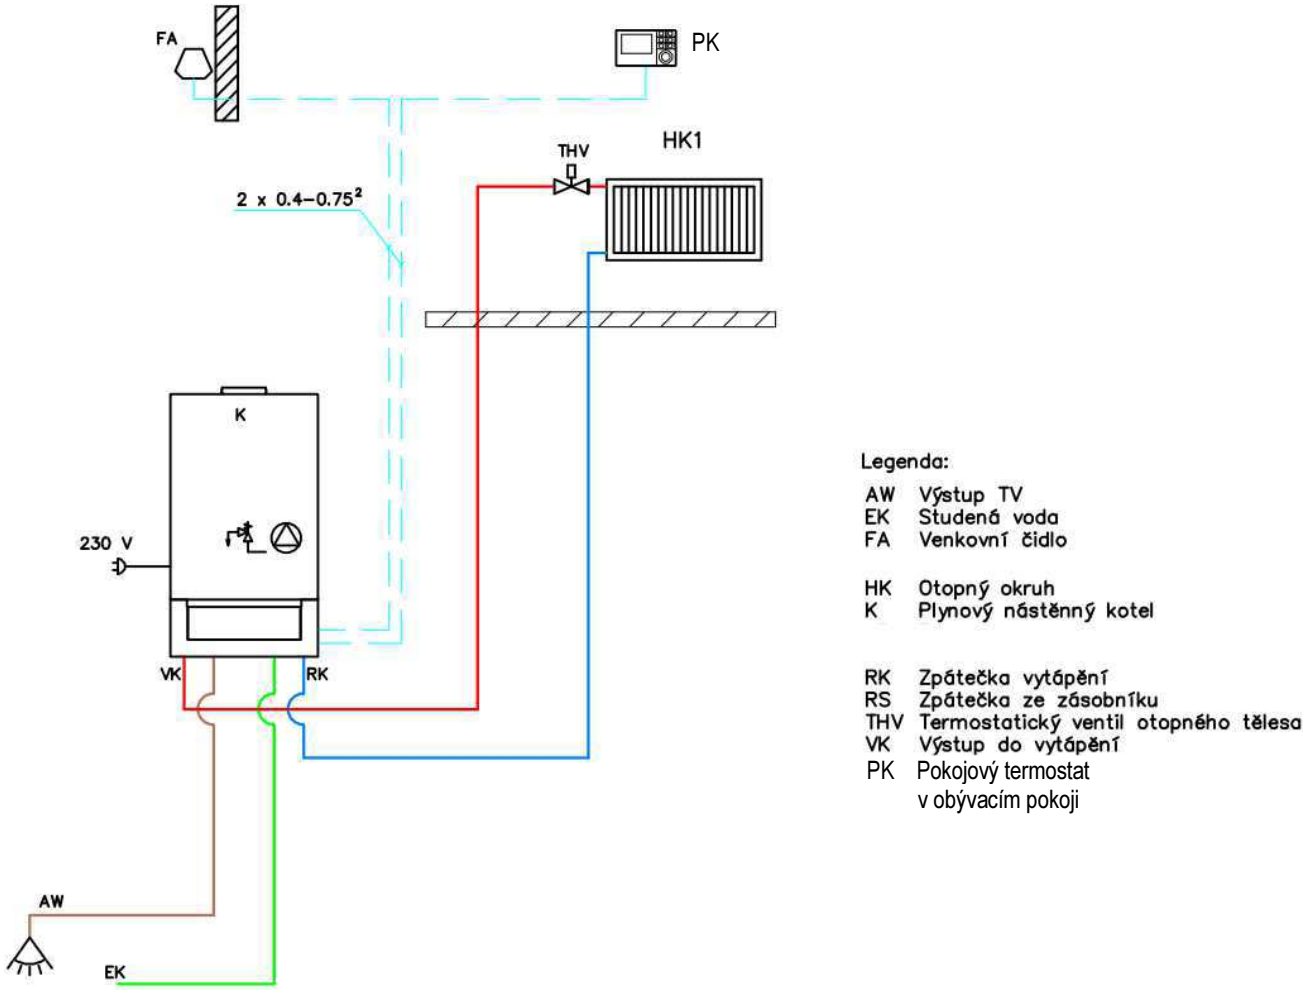 FA
PK
THV
HK1
2 x 0.4-0.75²
K
230 V
VK
RK
AW
EK
Legenda:
AW Výstup TV
EK Studená voda
FA Venkovní čidlo
HK Otopný okruh
K Plynový nástěnný kotel
RK Zpátečka vytápění
RS Zpátečka ze zásobníku
THV Termostatický ventil otopného tělesa
VK Výstup do vytápění
PK Pokojový termostat
v obývacím pokoji